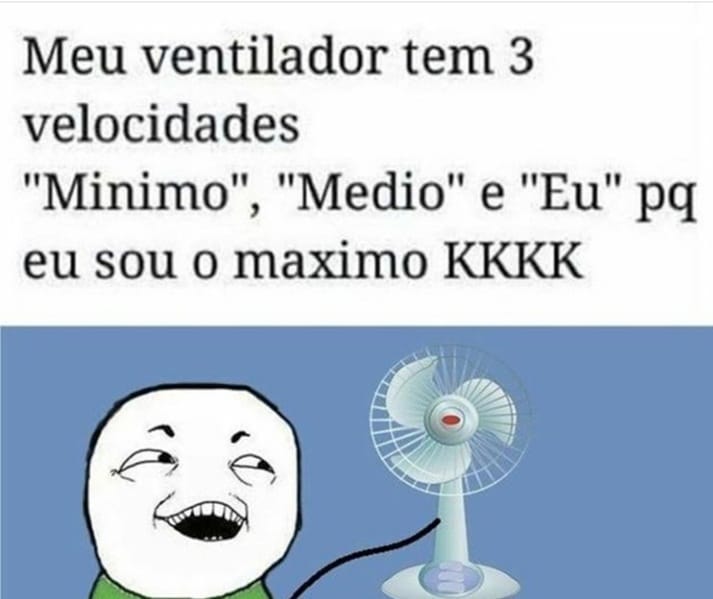 Meu ventilador tem 3
velocidades
"Minimo", "Medio" e "Eu" pq
eu sou o maximo KKKK